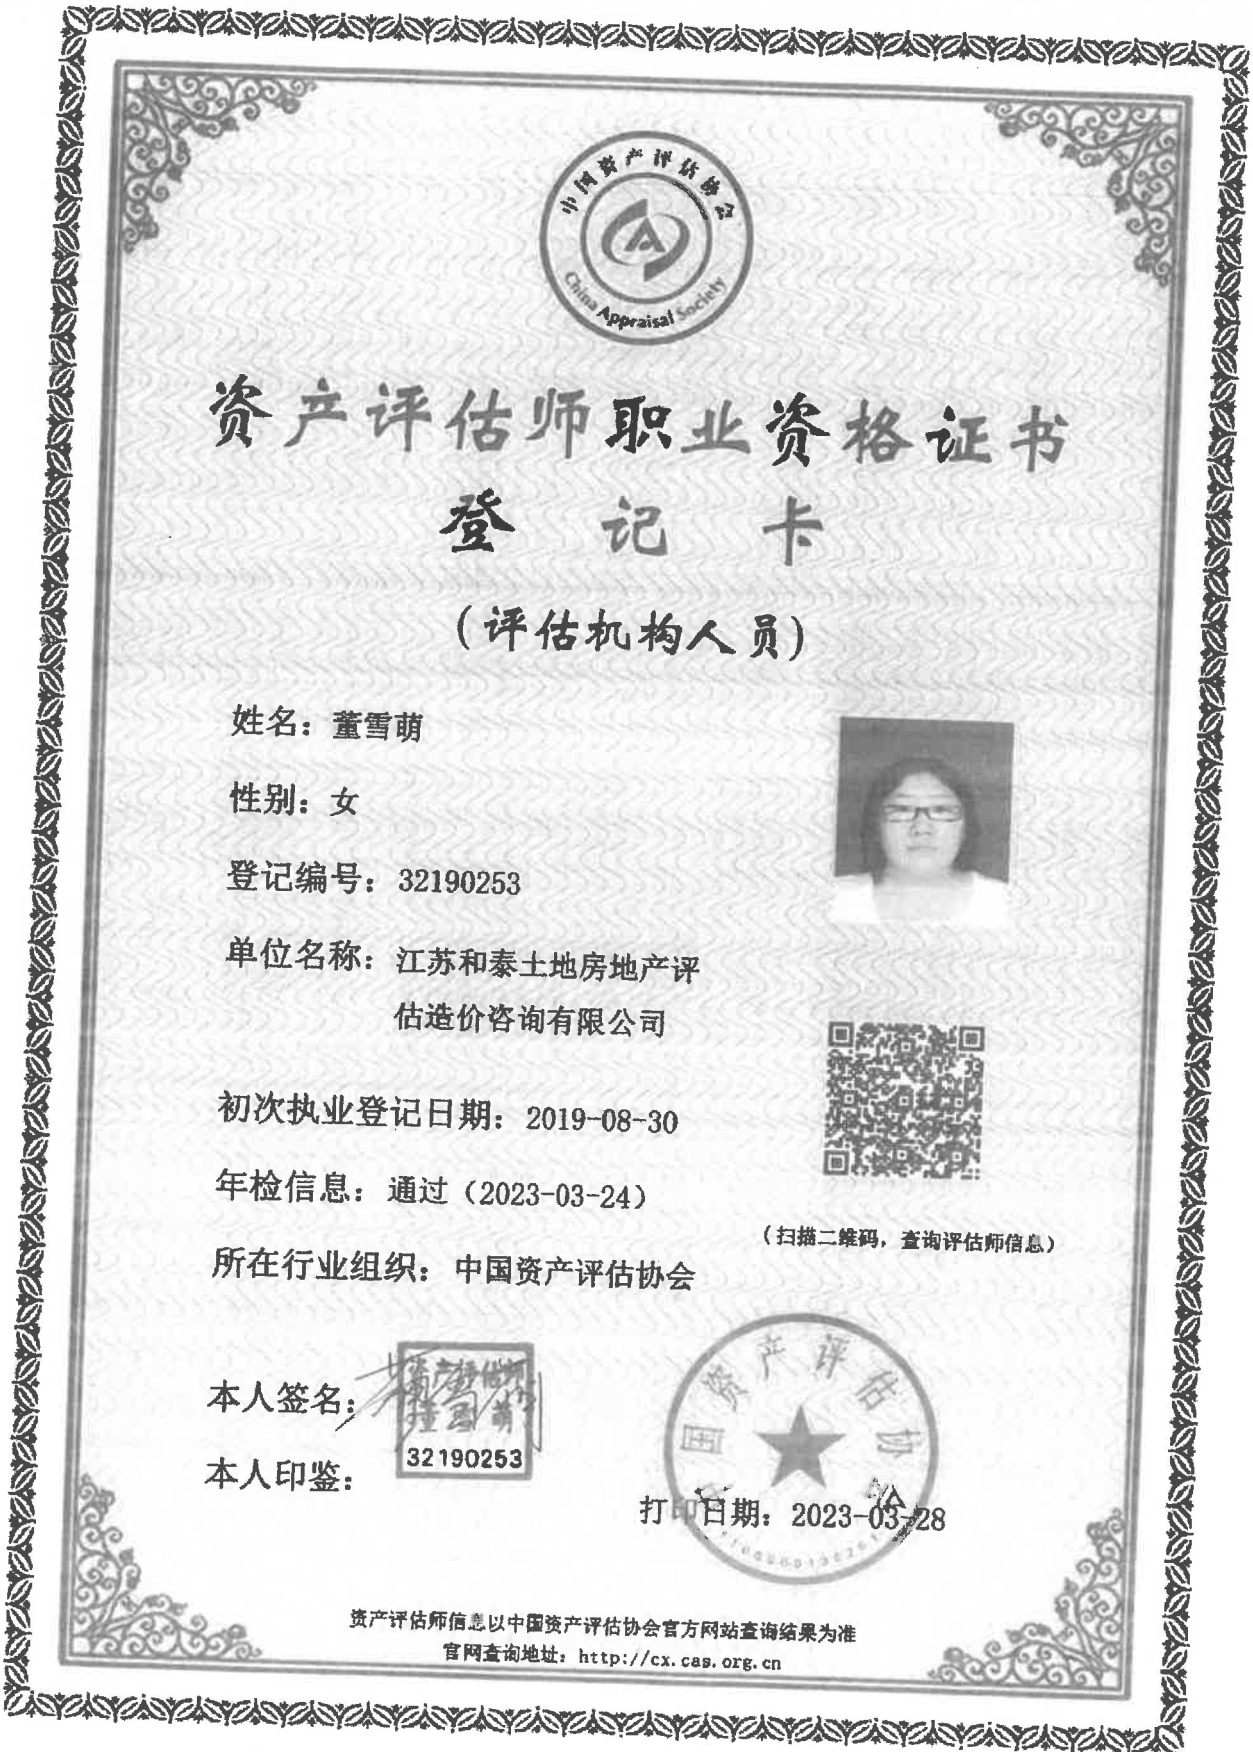 中国资产评估协会
China Appraisal Society
资产评估师职业资格证书
登记卡
(评估机构人员)
姓名：董雪萌
性别：女
登记编号：32190253
单位名称：江苏和泰土地房地产评
估造价咨询有限公司
初次执业登记日期：2019-08-30
年检信息：通过（2023-03-24）
（扫描二维码，查询评估师信息）
所在行业组织：中国资产评估协会
本人签名：
资产评估师
董雪萌
32190253
本人印鉴：
中国资产评估协会
打印日期：2023-03-28
资产评估师信息以中国资产评估协会官方网站查询结果为准
官网查询地址：http://cx.cas.org.cn